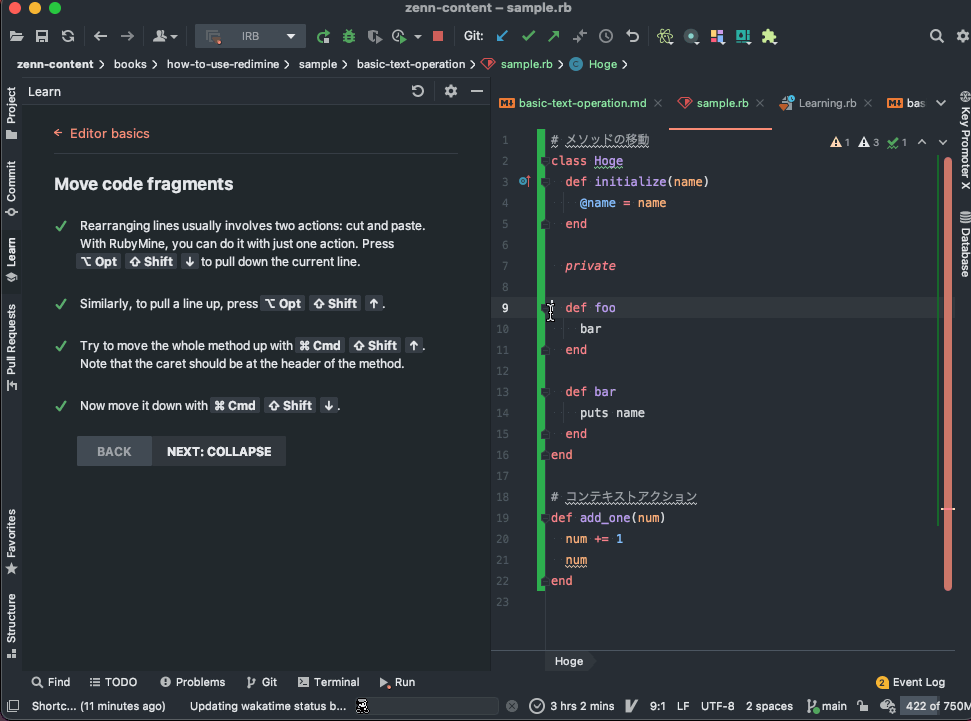 zenn-content – sample.rb
IRB
Git:
zenn-content > books > how-to-use-redimine > sample > basic-text-operation > sample.rb > Hoge >
Project
Commit
Learn
Pull Requests
Favorites
Structure
Learn
← Editor basics
Move code fragments
Rearranging lines usually involves two actions: cut and paste.
With RubyMine, you can do it with just one action. Press
⌥ Opt ⇧ Shift ↓ to pull down the current line.
Similarly, to pull a line up, press ⌥ Opt ⇧ Shift ↑.
Try to move the whole method up with ⌘ Cmd ⇧ Shift ↑.
Note that the caret should be at the header of the method.
Now move it down with ⌘ Cmd ⇧ Shift ↓.
BACK NEXT: COLLAPSE
basic-text-operation.md sample.rb Learning.rb bas
1 # メソッドの移動
1 3 1
2 class Hoge
3 def initialize(name)
4 @name = name
5 end
6
7 private
8
9 def foo
10 bar
11 end
12
13 def bar
14 puts name
15 end
16 end
17
18 # コンテキストアクション
19 def add_one(num)
20 num += 1
21 num
22 end
23
Hoge
Key Promoter X
Database
Find TODO Problems Git Terminal Run 2 Event Log
Shortc... (11 minutes ago) Updating wakatime status b... 3 hrs 2 mins 9:1 LF UTF-8 2 spaces main 422 of 750M